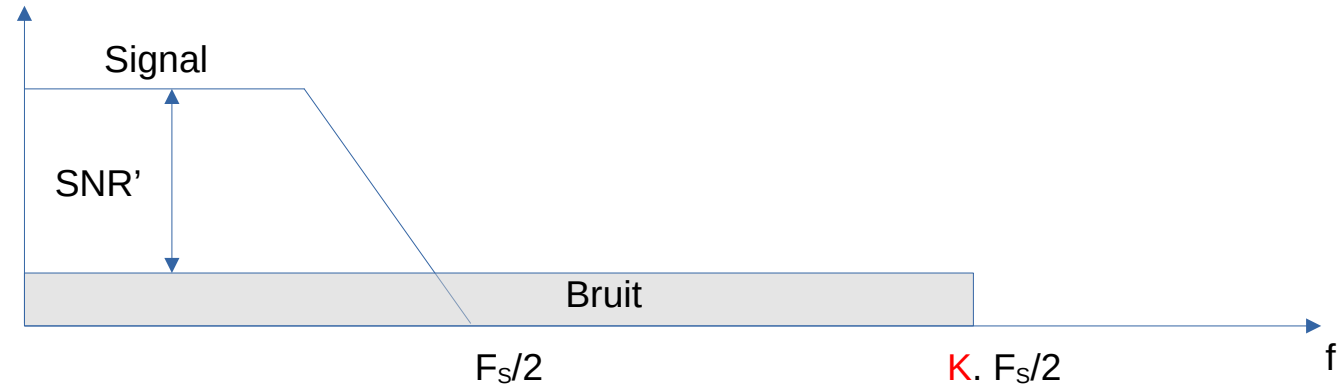 Signal
SNR’
Bruit
FS/2
K. FS/2
f